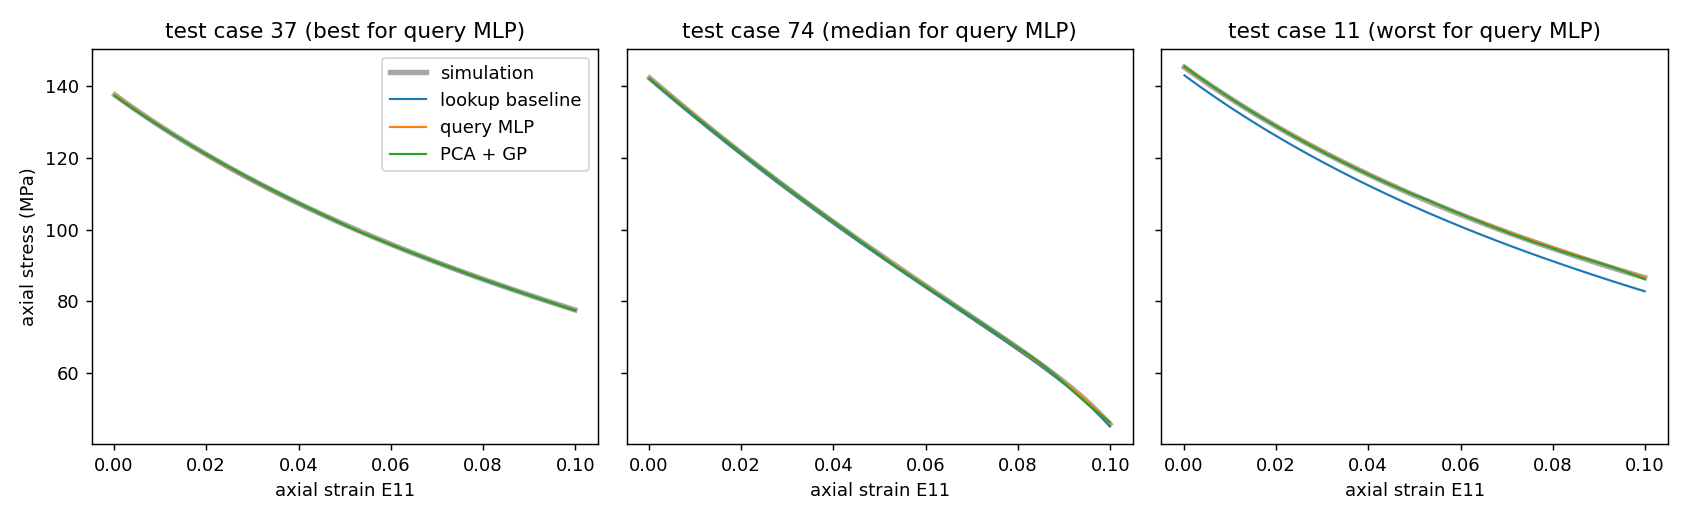 test case 37 (best for query MLP)
test case 74 (median for query MLP)
test case 11 (worst for query MLP)
simulation
lookup baseline
query MLP
PCA + GP
axial stress (MPa)
140
120
100
80
60
0.00 0.02 0.04 0.06 0.08 0.10
0.00 0.02 0.04 0.06 0.08 0.10
0.00 0.02 0.04 0.06 0.08 0.10
axial strain E11
axial strain E11
axial strain E11